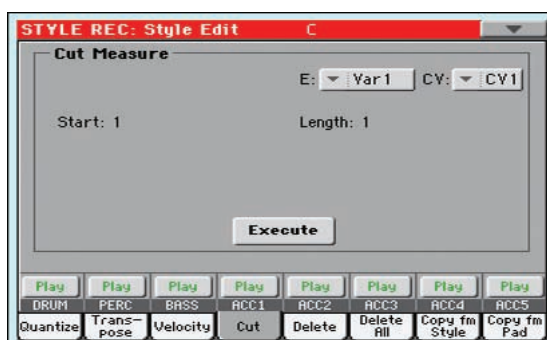 STYLE REC: Style Edit C
Cut Measure
E: Var1 CV: CV1
Start: 1 Length: 1
Execute
Play Play Play Play Play Play Play Play
DRUM PERC BASS ACC1 ACC2 ACC3 ACC4 ACC5
Quantize Trans- Velocity Cut Delete Delete Copy fm Copy fm
pose All Style Pad